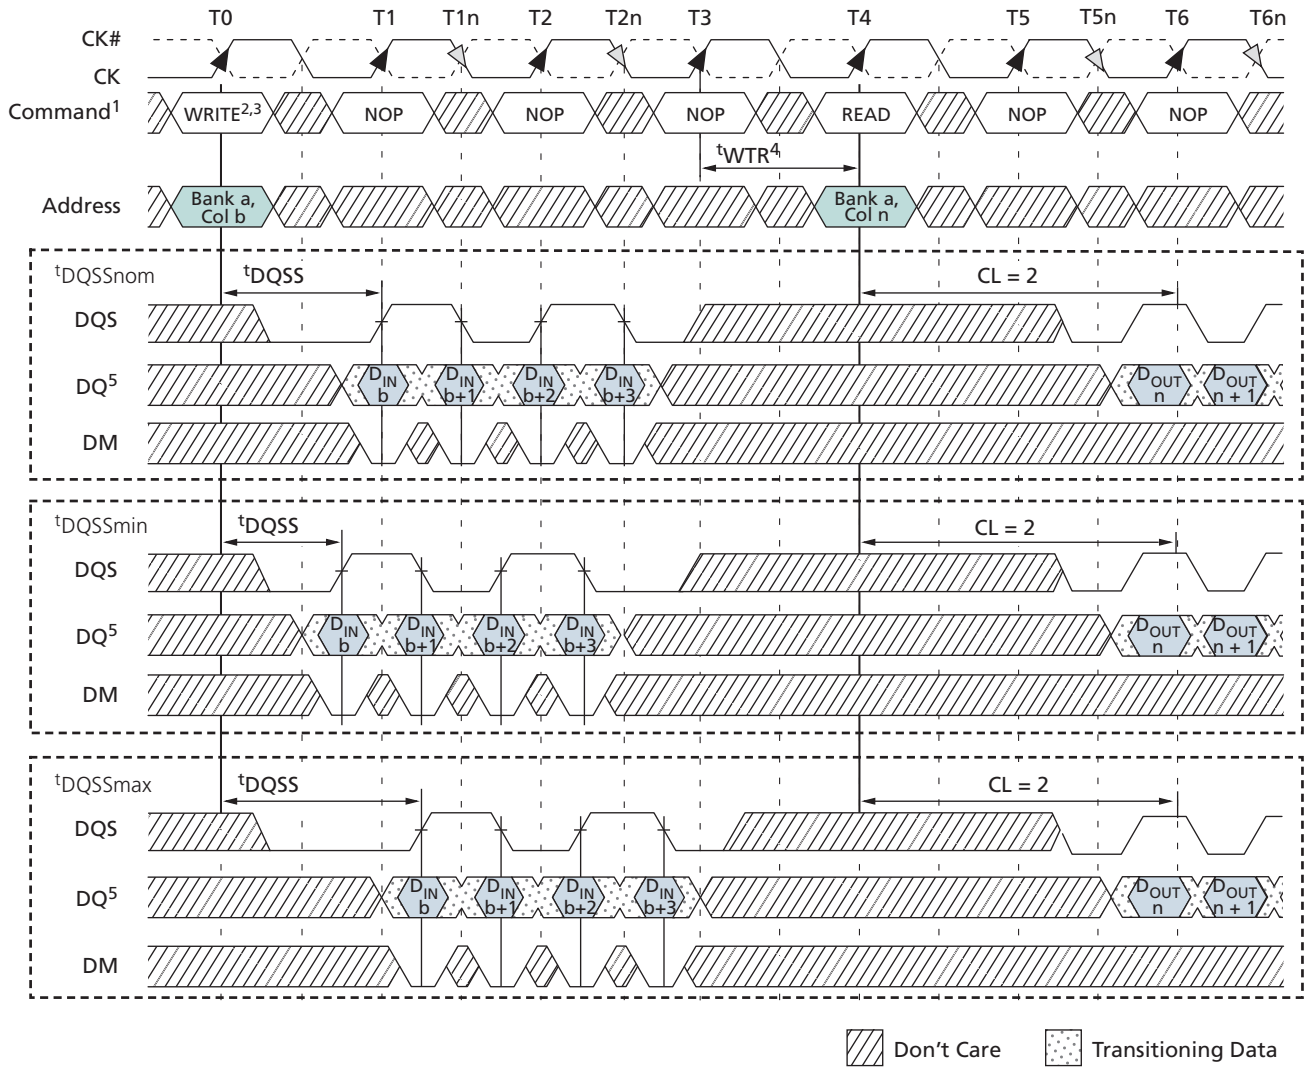 T0 T1 T1n T2 T2n T3 T4 T5 T5n T6 T6n
CK#
CK
Command1 WRITE2,3 NOP NOP NOP READ NOP NOP
tWTR4
Address Bank a, Col b Bank a, Col n
tDQSSnom tDQSS CL = 2
DQS
DQ5 DIN b DIN b+1 DIN b+2 DIN b+3 DOUT n DOUT n + 1
DM
tDQSSmin tDQSS CL = 2
DQS
DQ5 DIN b DIN b+1 DIN b+2 DIN b+3 DOUT n DOUT n + 1
DM
tDQSSmax tDQSS CL = 2
DQS
DQ5 DIN b DIN b+1 DIN b+2 DIN b+3 DOUT n DOUT n + 1
DM
Don't Care Transitioning Data